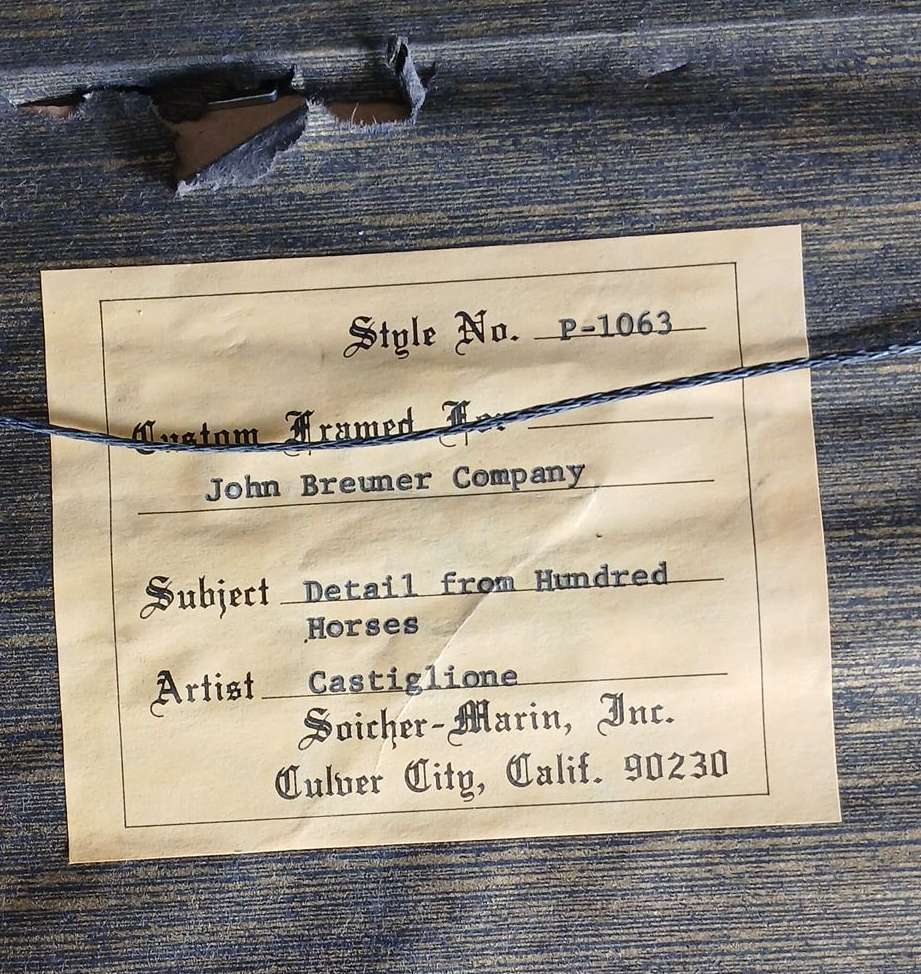 Style No. P-1063
Custom Framed For
John Breuner Company
Subject Detail from Hundred
Horses
Artist Castiglione
Soicher-Marin, Inc.
Culver City, Calif. 90230